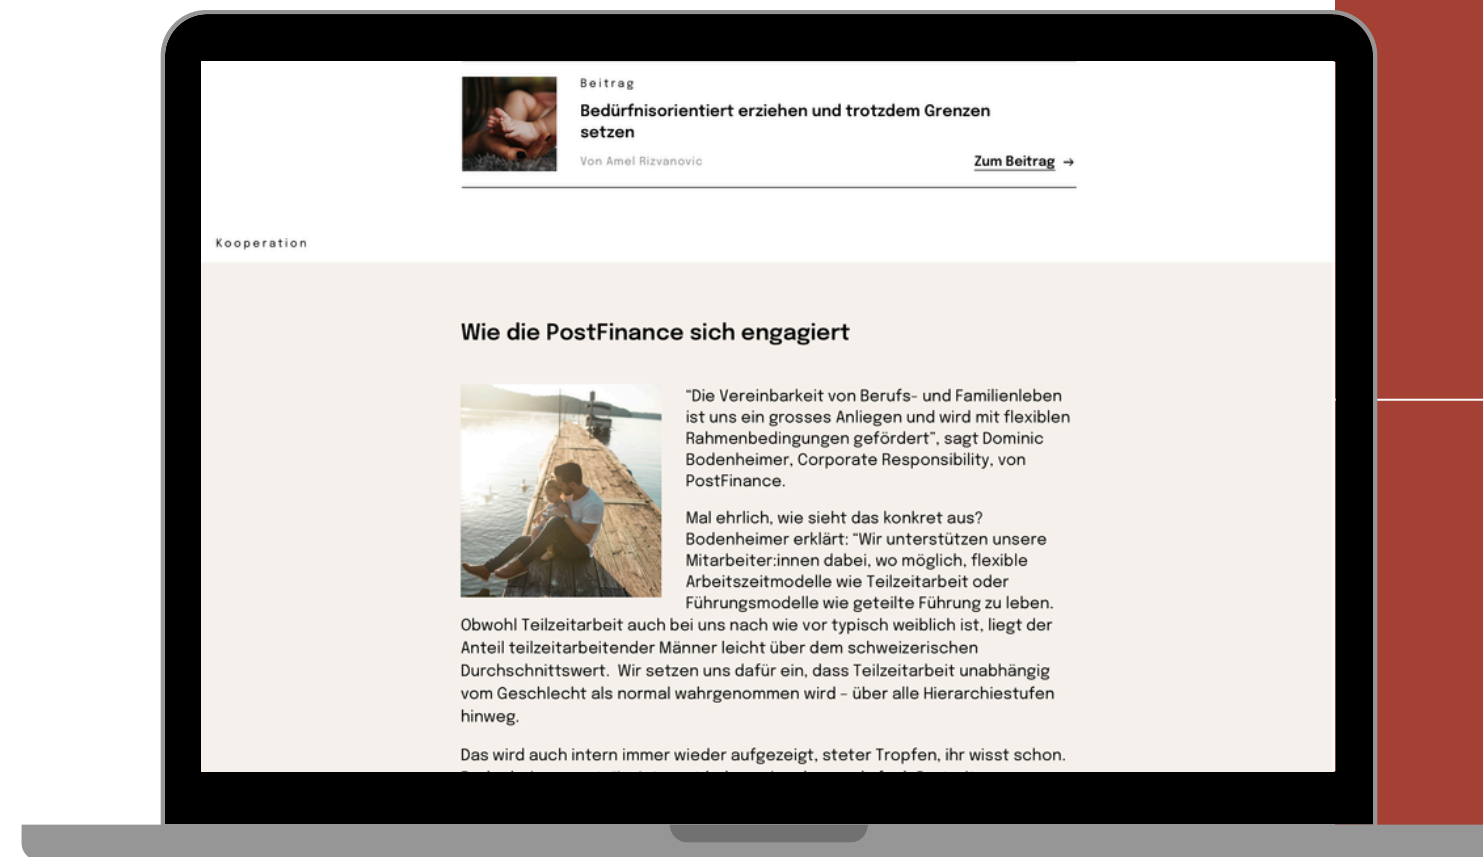 Beitrag
Bedürfnisorientiert erziehen und trotzdem Grenzen
setzen
Von Amel Rizvanovic
Zum Beitrag →
Kooperation
Wie die PostFinance sich engagiert
“Die Vereinbarkeit von Berufs- und Familienleben
ist uns ein grosses Anliegen und wird mit flexiblen
Rahmenbedingungen gefördert”, sagt Dominic
Bodenheimer, Corporate Responsibility, von
PostFinance.
Mal ehrlich, wie sieht das konkret aus?
Bodenheimer erklärt: “Wir unterstützen unsere
Mitarbeiter:innen dabei, wo möglich, flexible
Arbeitszeitmodelle wie Teilzeitarbeit oder
Führungsmodelle wie geteilte Führung zu leben.
Obwohl Teilzeitarbeit auch bei uns nach wie vor typisch weiblich ist, liegt der
Anteil teilzeitarbeitender Männer leicht über dem schweizerischen
Durchschnittswert.  Wir setzen uns dafür ein, dass Teilzeitarbeit unabhängig
vom Geschlecht als normal wahrgenommen wird – über alle Hierarchiestufen
hinweg.
Das wird auch intern immer wieder aufgezeigt, steter Tropfen, ihr wisst schon.